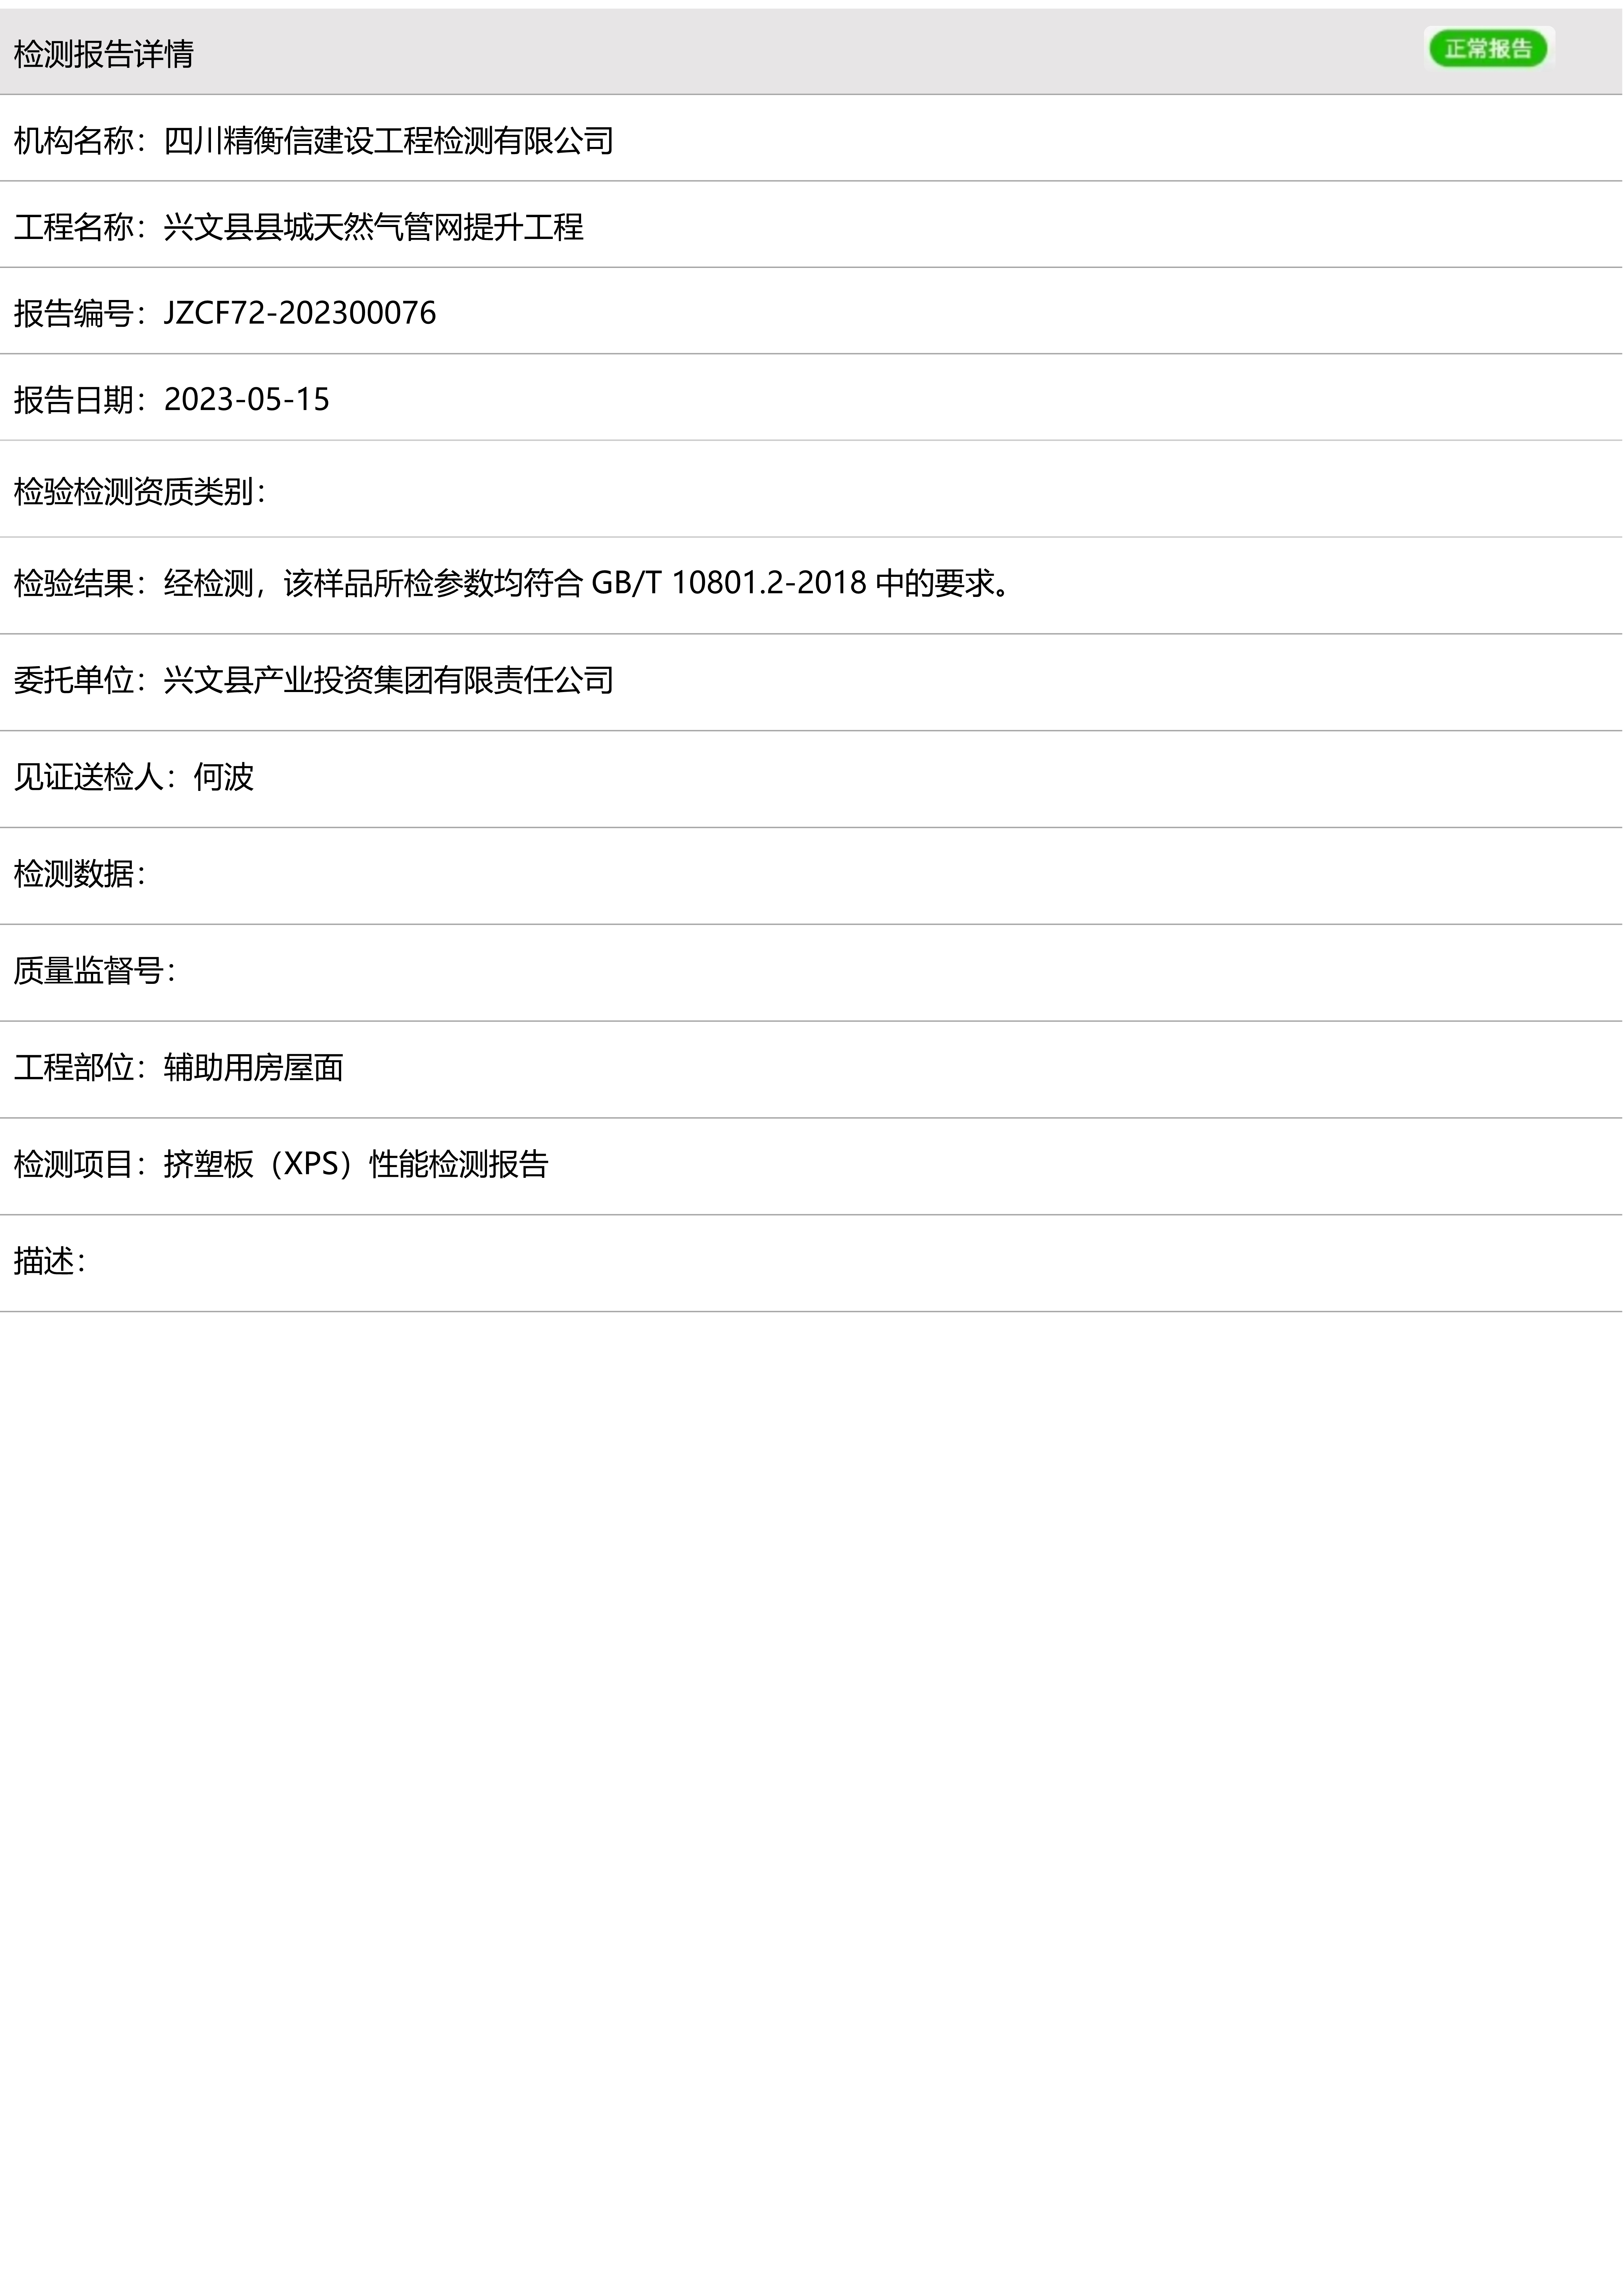 检测报告详情 正常报告
机构名称：四川精衡信建设工程检测有限公司
工程名称：兴文县县城天然气管网提升工程
报告编号：JZCF72-202300076
报告日期：2023-05-15
检验检测资质类别：
检验结果：经检测，该样品所检参数均符合 GB/T 10801.2-2018 中的要求。
委托单位：兴文县产业投资集团有限责任公司
见证送检人：何波
检测数据：
质量监督号：
工程部位：辅助用房屋面
检测项目：挤塑板（XPS）性能检测报告
描述：